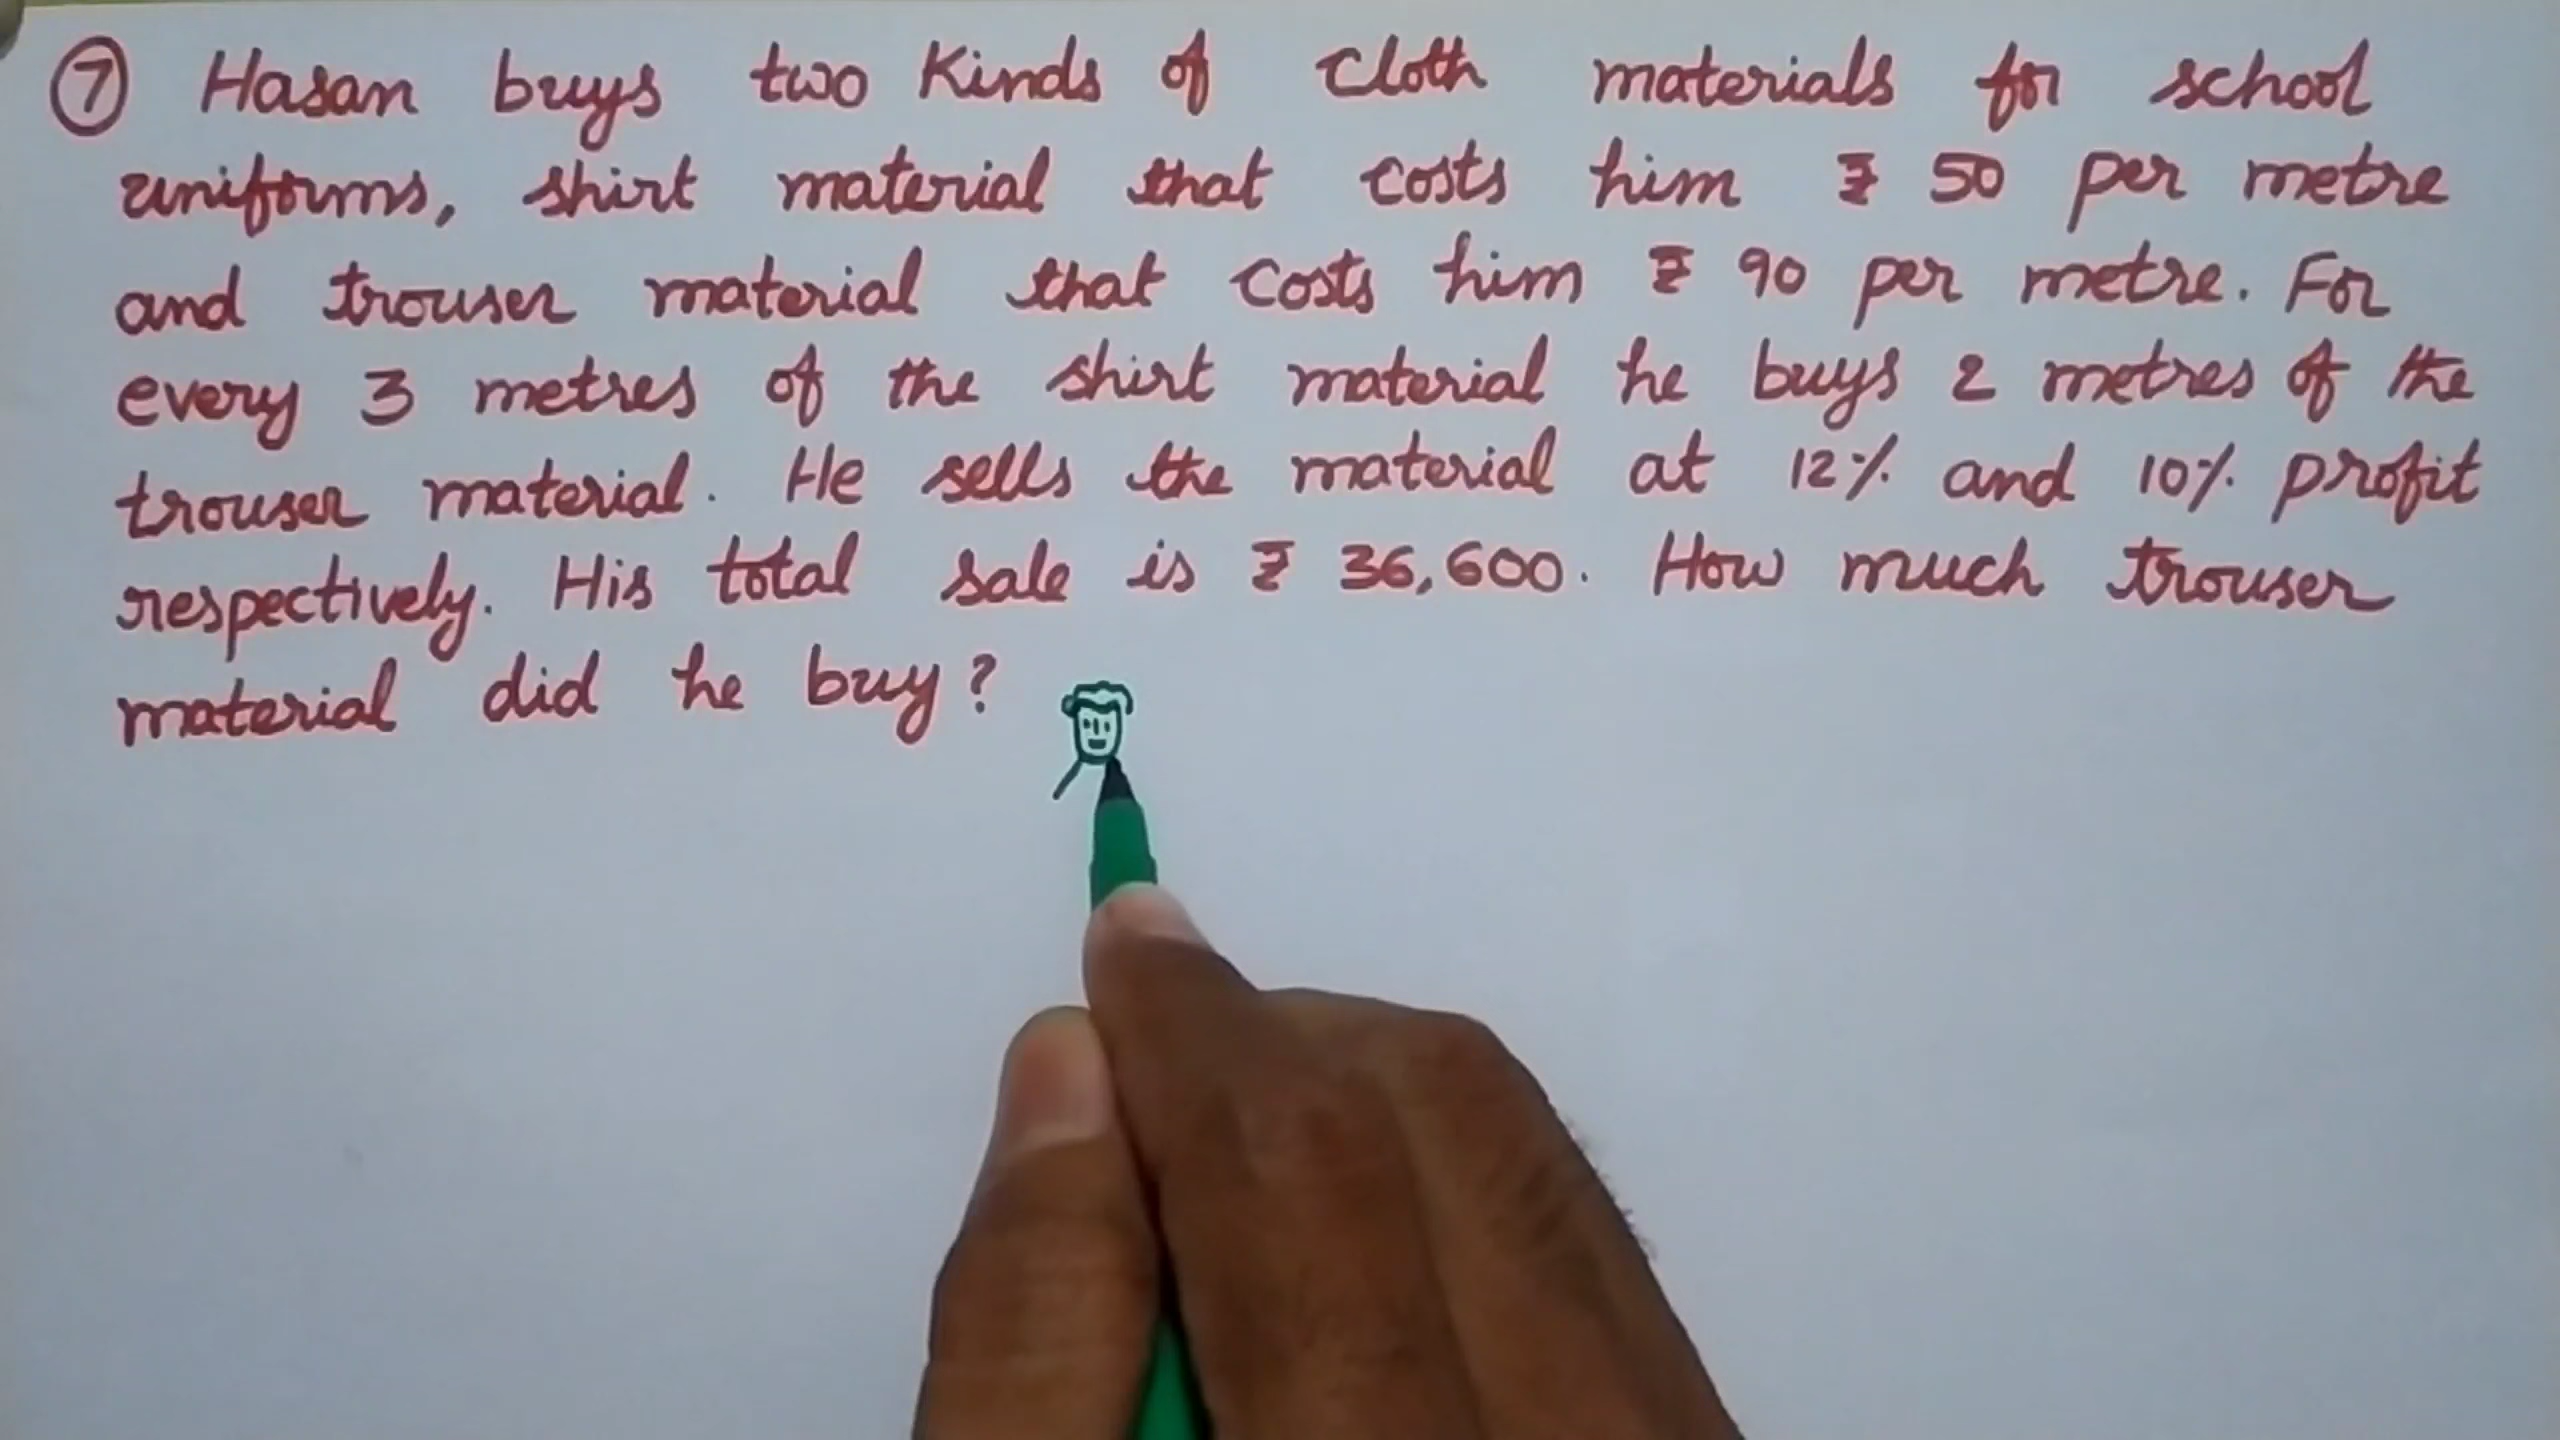 7 Hasan buys two Kinds of cloth materials for school
uniforms, shirt material that costs him ₹ 50 per metre
and trouser material that costs him ₹ 90 per metre. For
every 3 metres of the shirt material he buys 2 metres of the
trouser material. He sells the material at 12% and 10% profit
respectively. His total sale is ₹ 36,600. How much trouser
material did he buy?